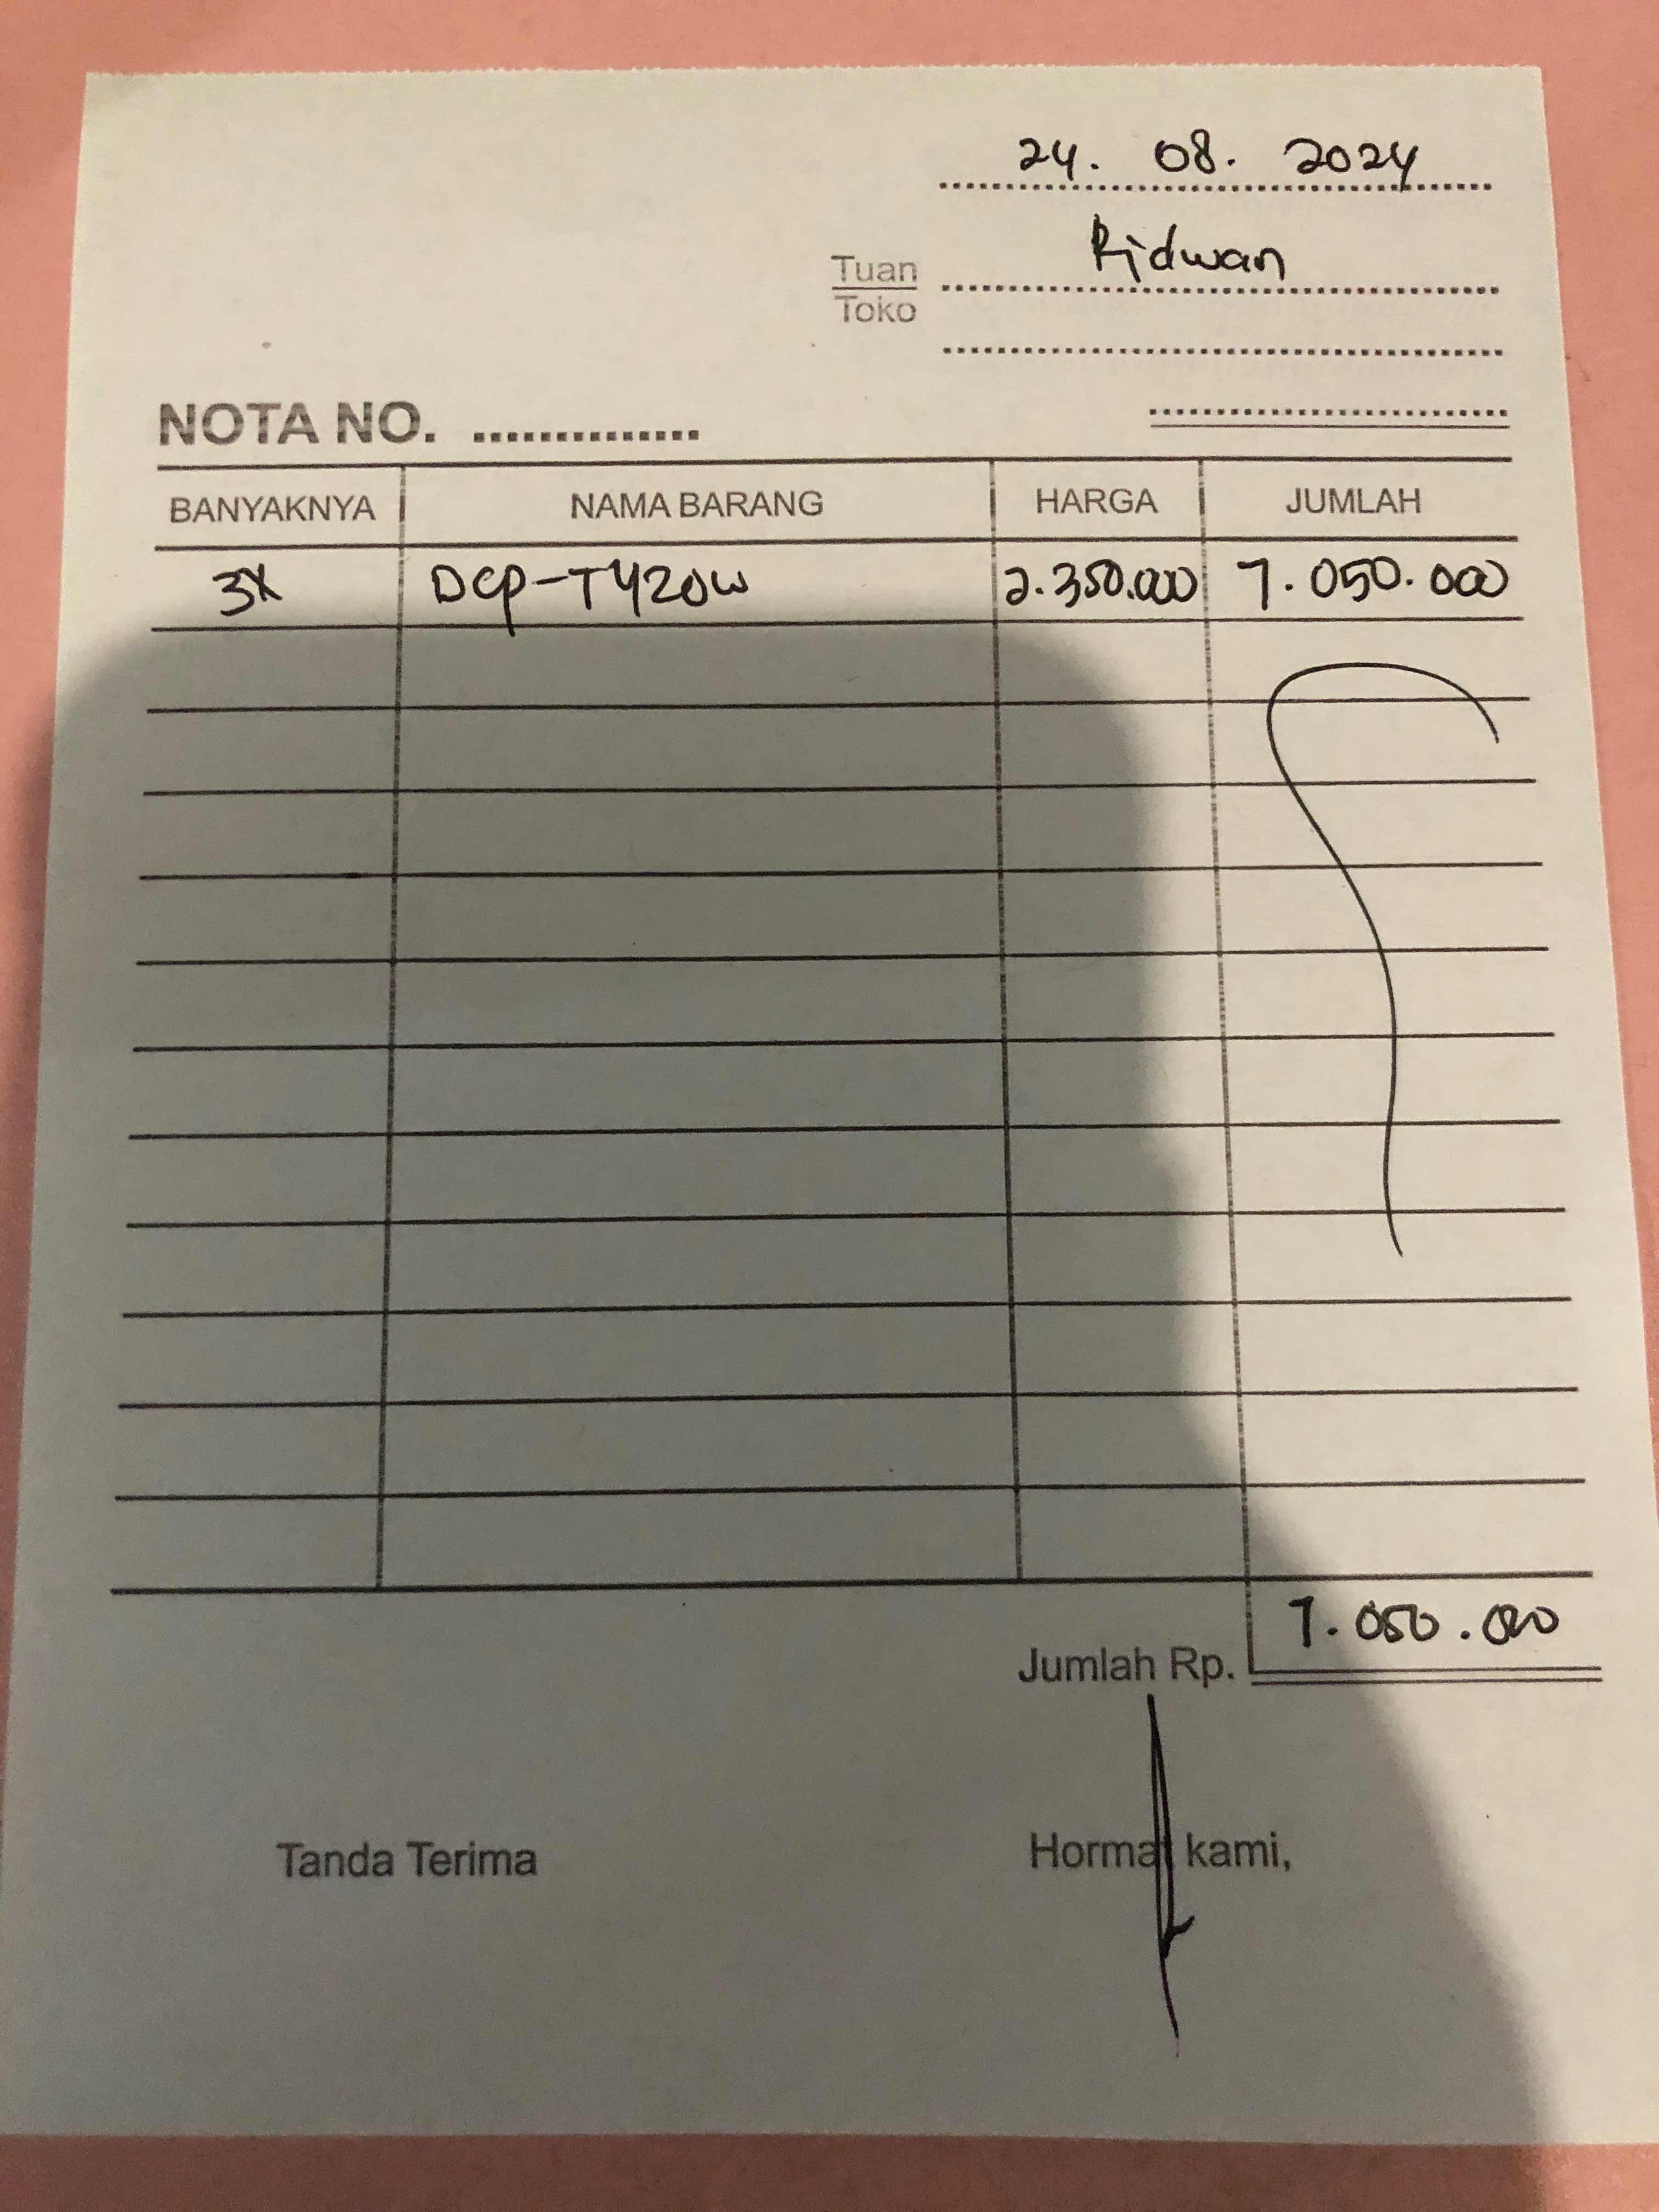 24. 08. 2024
Tuan Ridwan
Toko
NOTA NO. ..............
BANYAKNYA NAMA BARANG HARGA JUMLAH
3x DCP-T420W 2.350.000 7.050.000
7.050.000
Jumlah Rp.
Tanda Terima Hormat kami,